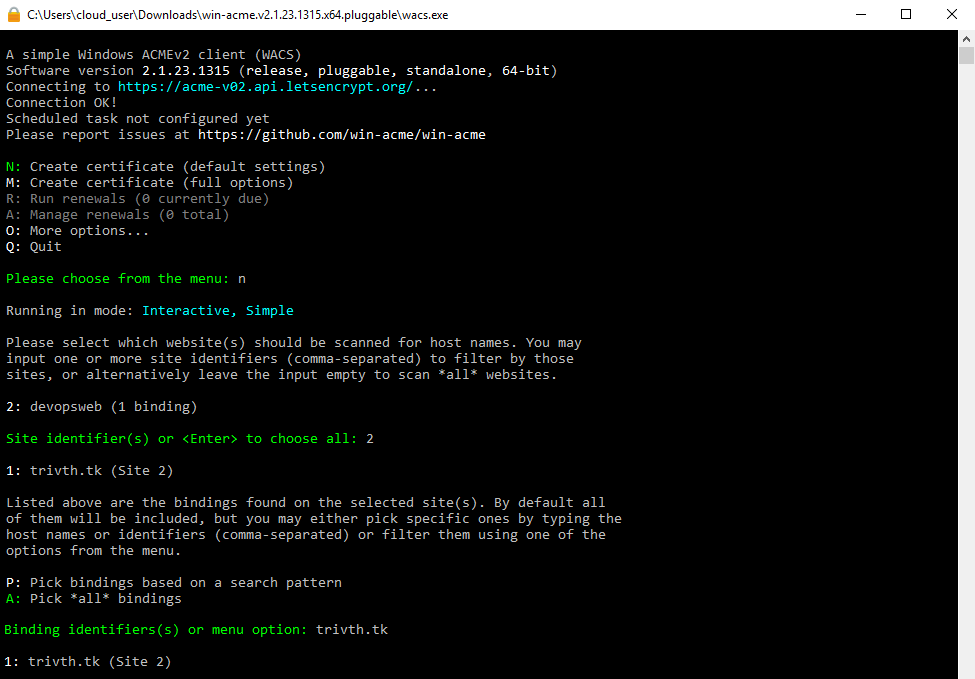 C:\Users\cloud_user\Downloads\win-acme.v2.1.23.1315.x64.pluggable\wacs.exe
A simple Windows ACMEv2 client (WACS)
Software version 2.1.23.1315 (release, pluggable, standalone, 64-bit)
Connecting to https://acme-v02.api.letsencrypt.org/...
Connection OK!
Scheduled task not configured yet
Please report issues at https://github.com/win-acme/win-acme
N: Create certificate (default settings)
M: Create certificate (full options)
R: Run renewals (0 currently due)
A: Manage renewals (0 total)
O: More options...
Q: Quit
Please choose from the menu: n
Running in mode: Interactive, Simple
Please select which website(s) should be scanned for host names. You may
input one or more site identifiers (comma-separated) to filter by those
sites, or alternatively leave the input empty to scan *all* websites.
2: devopsweb (1 binding)
Site identifier(s) or <Enter> to choose all: 2
1: trivth.tk (Site 2)
Listed above are the bindings found on the selected site(s). By default all
of them will be included, but you may either pick specific ones by typing the
host names or identifiers (comma-separated) or filter them using one of the
options from the menu.
P: Pick bindings based on a search pattern
A: Pick *all* bindings
Binding identifiers(s) or menu option: trivth.tk
1: trivth.tk (Site 2)